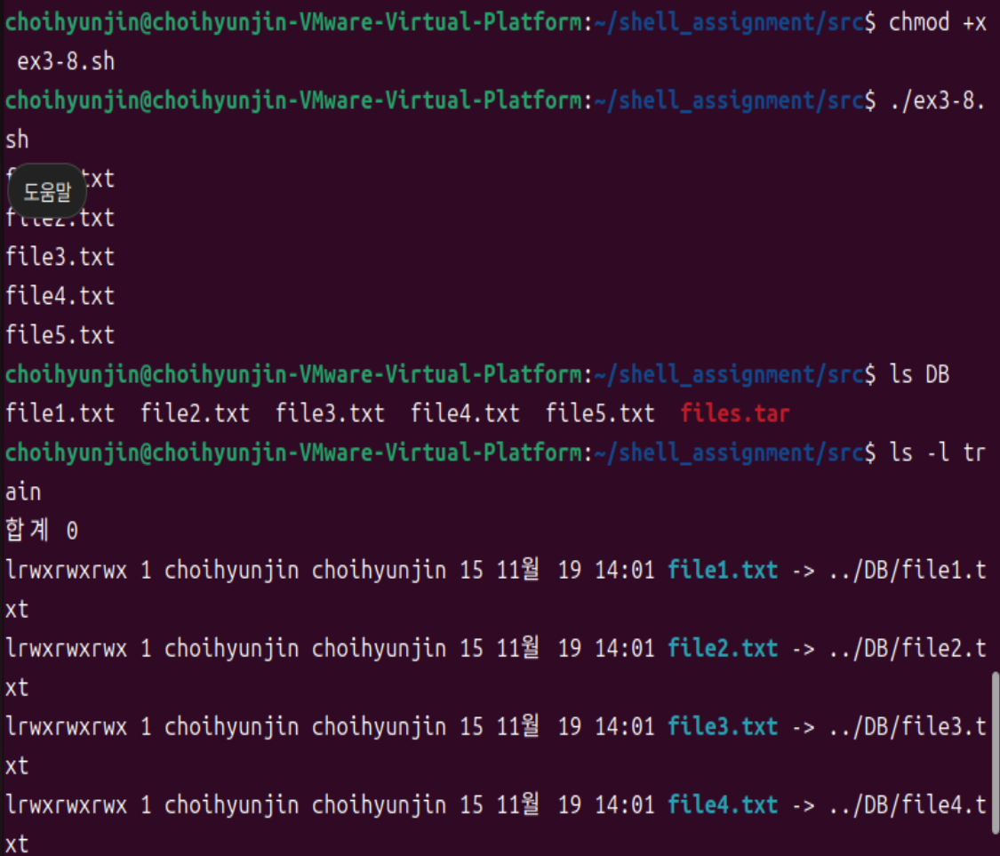 choihyunjin@choihyunjin-VMware-Virtual-Platform:~/shell_assignment/src$ chmod +x
ex3-8.sh
choihyunjin@choihyunjin-VMware-Virtual-Platform:~/shell_assignment/src$ ./ex3-8.
sh
txt
도움말
file2.txt
file3.txt
file4.txt
file5.txt
choihyunjin@choihyunjin-VMware-Virtual-Platform:~/shell_assignment/src$ ls DB
file1.txt  file2.txt  file3.txt  file4.txt  file5.txt  files.tar
choihyunjin@choihyunjin-VMware-Virtual-Platform:~/shell_assignment/src$ ls -l tr
ain
합계 0
lrwxrwxrwx 1 choihyunjin choihyunjin 15 11월 19 14:01 file1.txt -> ../DB/file1.t
xt
lrwxrwxrwx 1 choihyunjin choihyunjin 15 11월 19 14:01 file2.txt -> ../DB/file2.t
xt
lrwxrwxrwx 1 choihyunjin choihyunjin 15 11월 19 14:01 file3.txt -> ../DB/file3.t
xt
lrwxrwxrwx 1 choihyunjin choihyunjin 15 11월 19 14:01 file4.txt -> ../DB/file4.t
xt